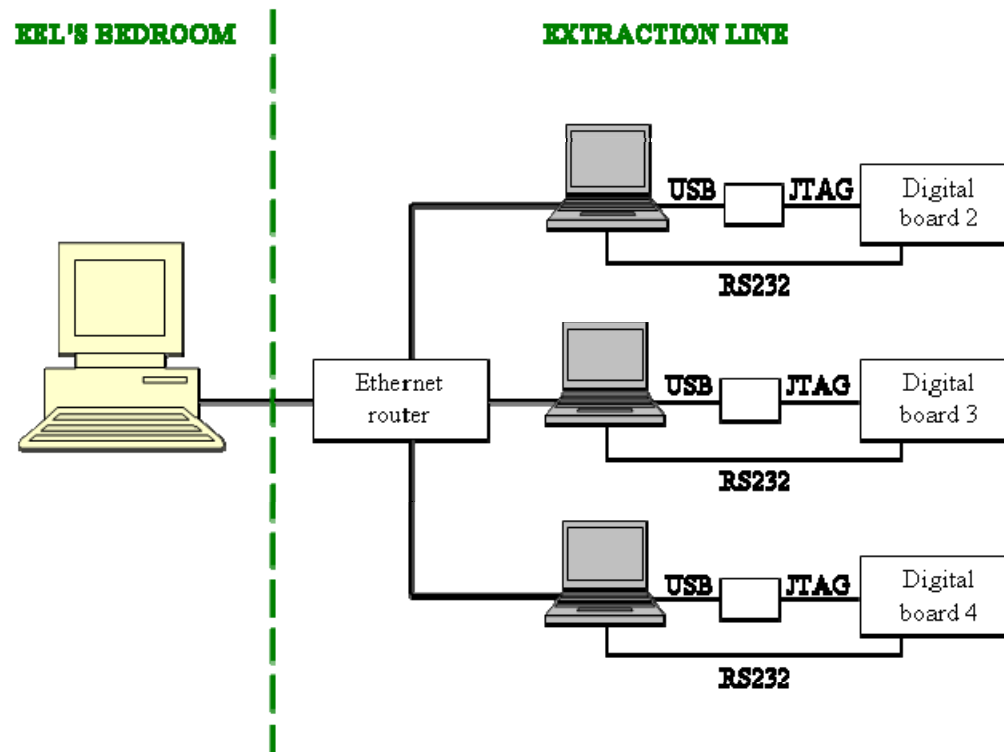 EEL'S BEDROOM
EXTRACTION LINE
USB
JTAG
Digital
board 2
RS232
Ethernet
router
USB
JTAG
Digital
board 3
RS232
USB
JTAG
Digital
board 4
RS232